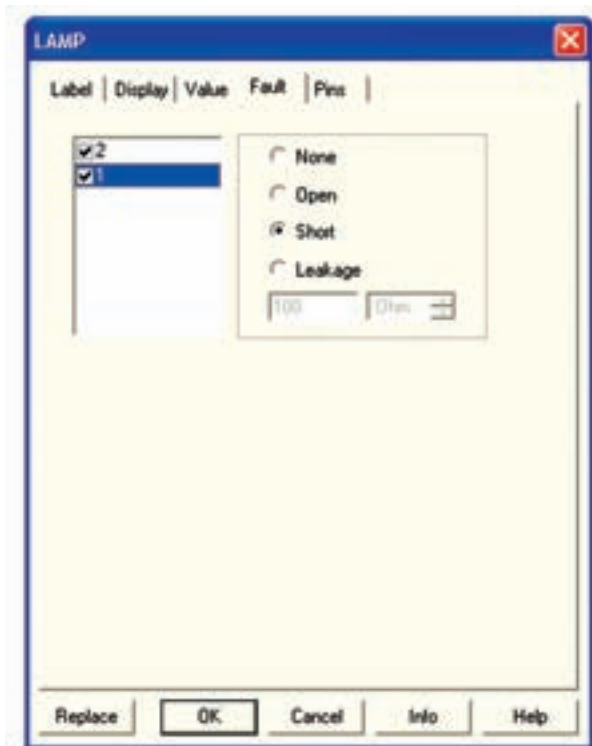 LAMP
Label Display Value Fault Pins
2
1
None
Open
Short
Leakage
100 Ohm
Replace OK Cancel Info Help